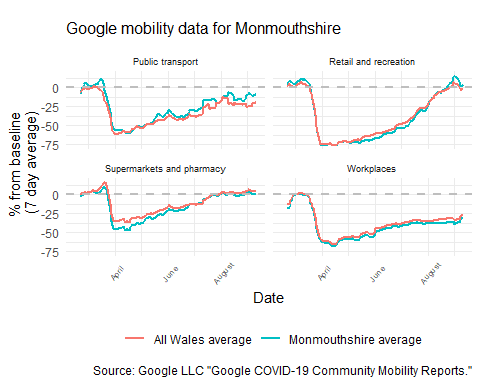 Google mobility data for Monmouthshire
Public transport
Retail and recreation
0
-25
-50
-75
Supermarkets and pharmacy
Workplaces
0
-25
-50
-75
% from baseline
(7 day average)
April
June
August
April
June
August
Date
All Wales average
Monmouthshire average
Source: Google LLC "Google COVID-19 Community Mobility Reports."